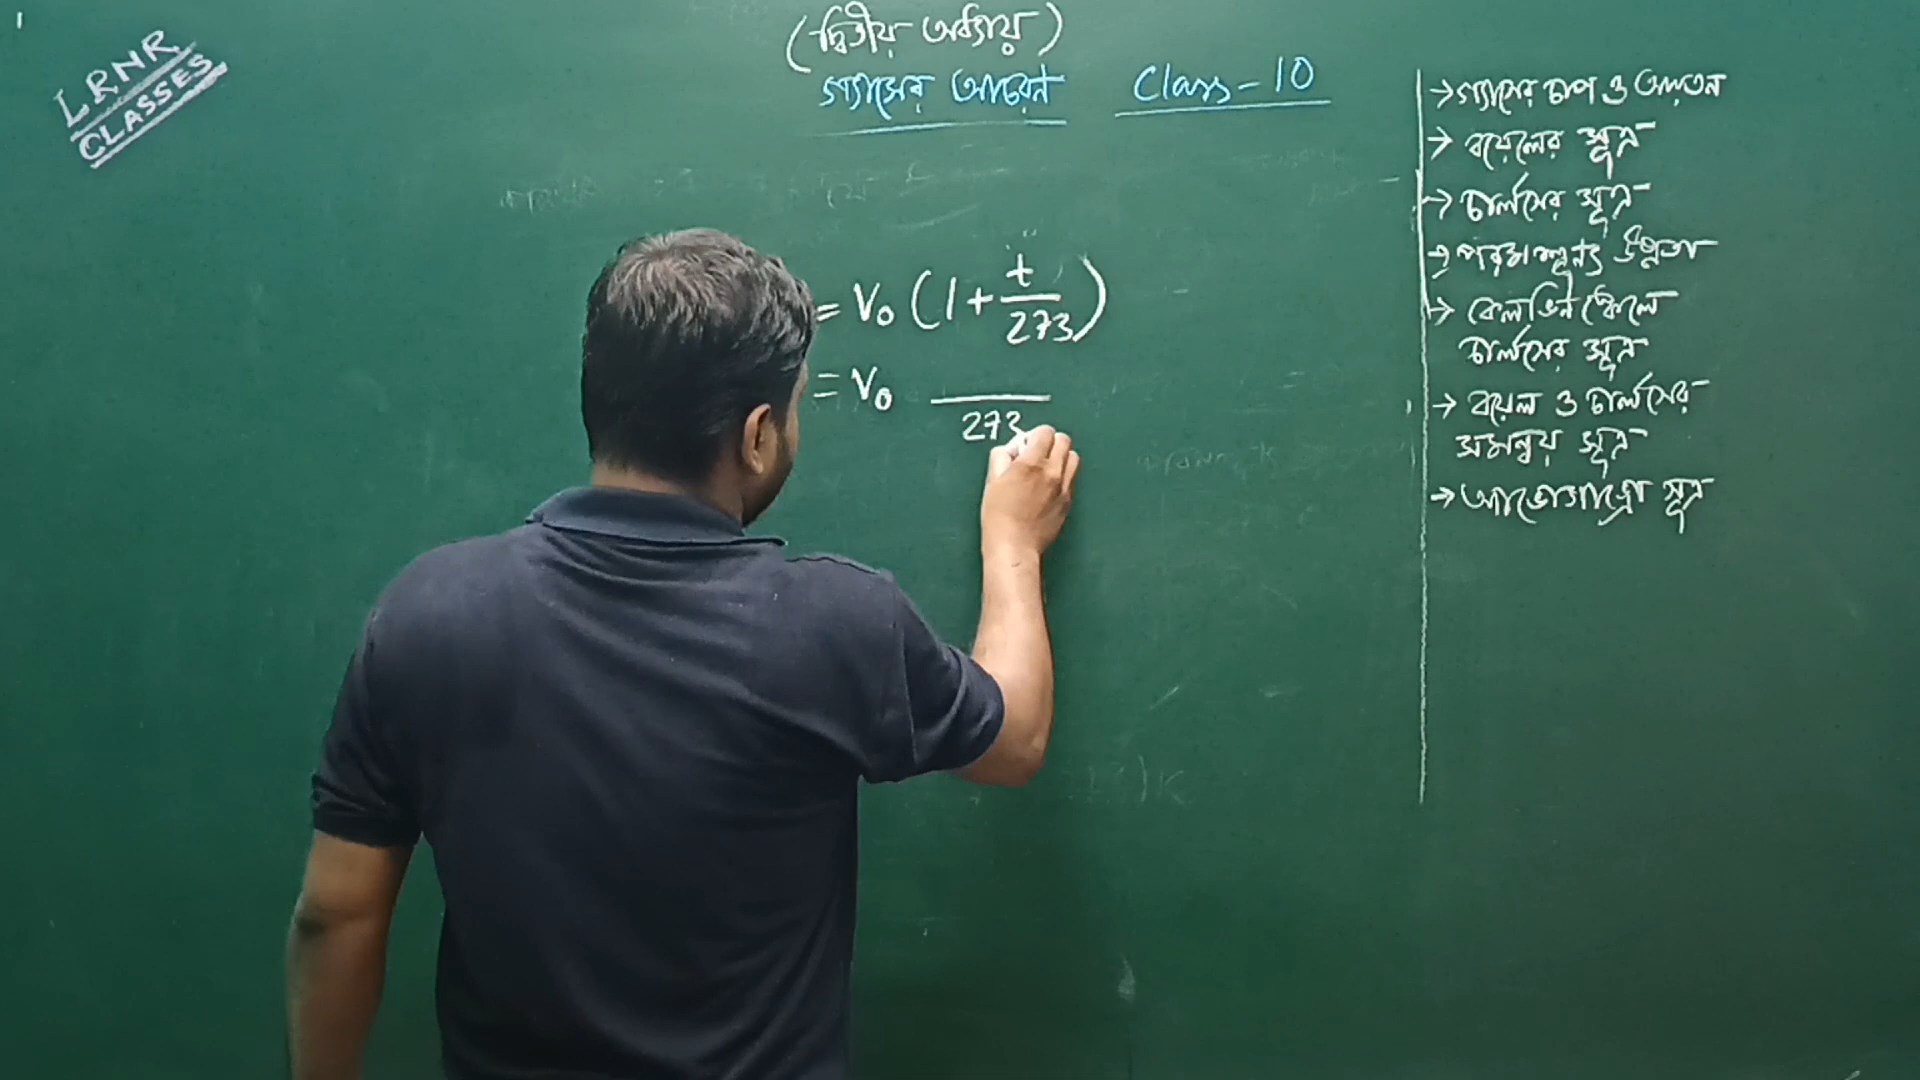 LRNR
CLASSES
(দ্বিতীয় অধ্যায়)
গ্যাসের আচরণ Class - 10
= V₀ (1 + t/273)
= V₀ /273
→ গ্যাসের চাপ ও আয়তন
→ বয়েলের সূত্র
→ চার্লসের সূত্র
→ পরমশূন্য উষ্ণতা
→ কেলভিন স্কেলে
চার্লসের সূত্র
→ বয়েল ও চার্লসের
সমন্বয় সূত্র
→ অ্যাভোগাড্রো সূত্র